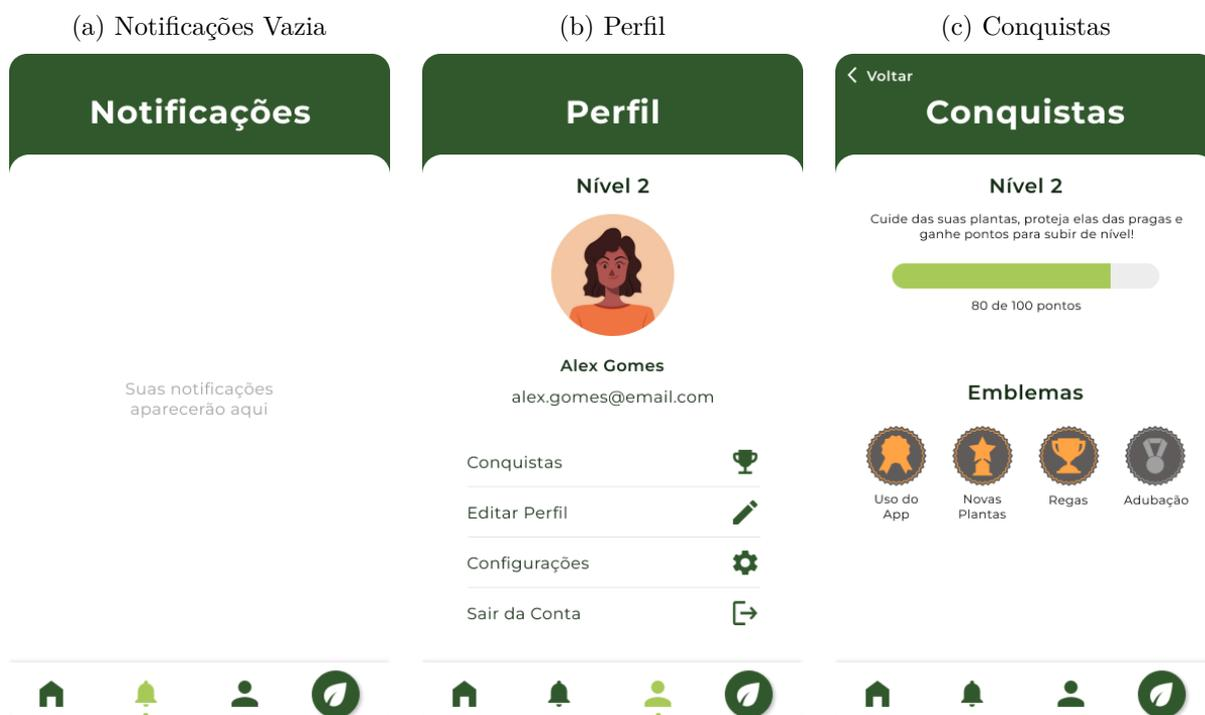 (a) Notificações Vazia
Notificações
Suas notificações
aparecerão aqui
(b) Perfil
Perfil
Nível 2
Alex Gomes
alex.gomes@email.com
Conquistas
Editar Perfil
Configurações
Sair da Conta
(c) Conquistas
Voltar
Conquistas
Nível 2
Cuide das suas plantas, proteja elas das pragas e
ganhe pontos para subir de nível!
80 de 100 pontos
Emblemas
Uso do
App
Novas
Plantas
Regas
Adubação